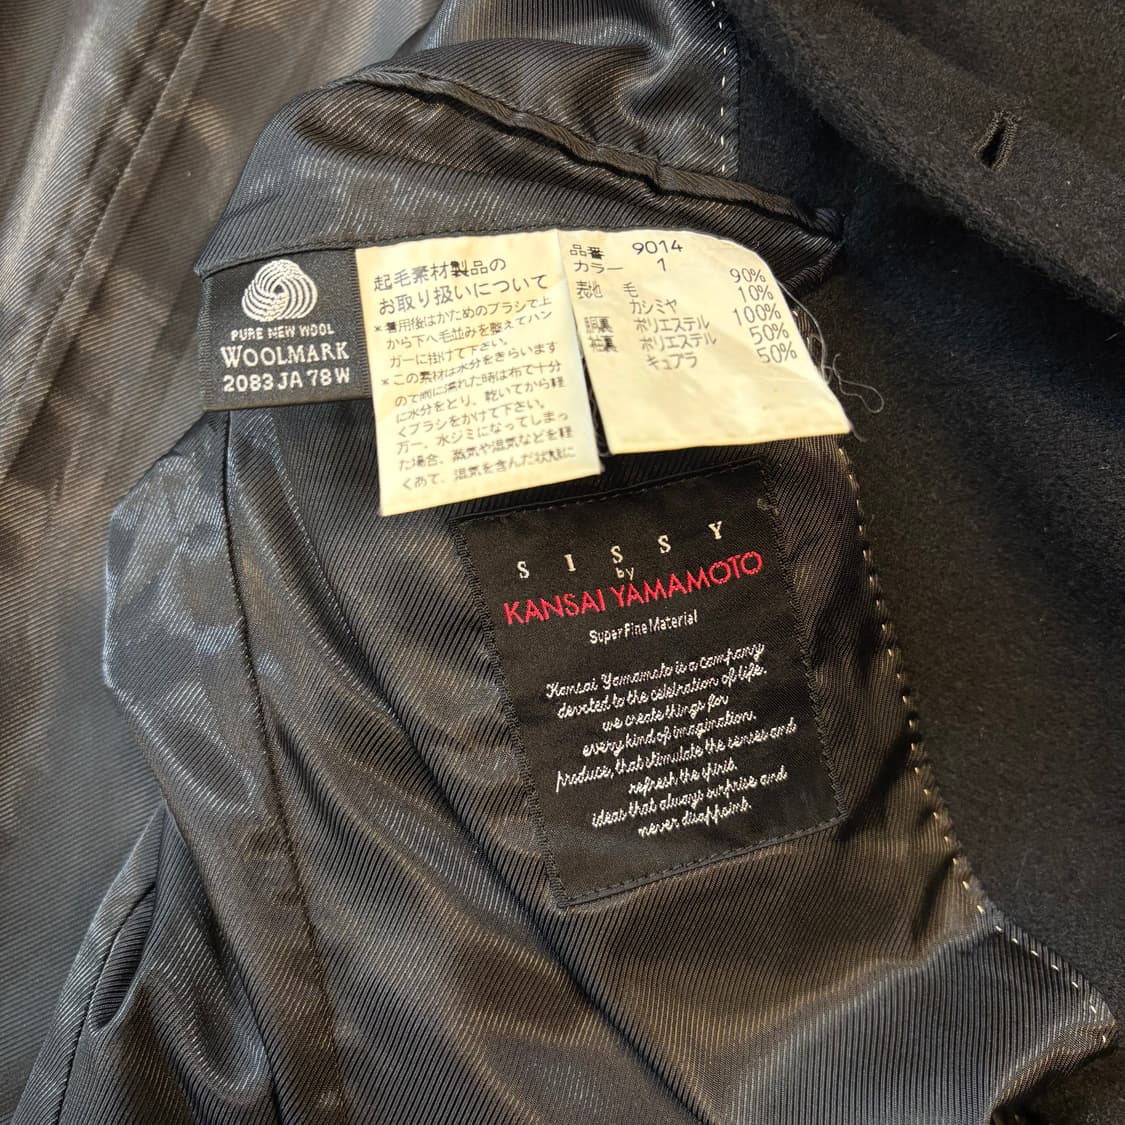 PURE NEW WOOL
WOOLMARK
2083 JA 78 W
起毛素材製品の
お取り扱いについて
*着用後はかためのブラシで上
から下へ毛並みを整えてハン
ガーに掛けて下さい。
*この素材は水分をきらいます
ので雨に濡れた時は布で十分
に水分をとり、乾いてから軽
くブラシをかけて下さい。
万一、水ジミになってしまっ
た場合、蒸気や湿気などを軽
くあて、湿気を含んだ状態に
品番 9014
カラー 1
表地 毛 90%
カシミヤ 10%
胴裏 ポリエステル 100%
袖裏 ポリエステル 50%
キュプラ 50%
SISSY
by
KANSAI YAMAMOTO
SuperFine Material
Kansai Yamamoto is a company
devoted to the celebration of life.
we create things for
every kind of imagination.
produce, that stimulate the senses and
refresh the spirit.
ideas that always surprise and
never disappoint.